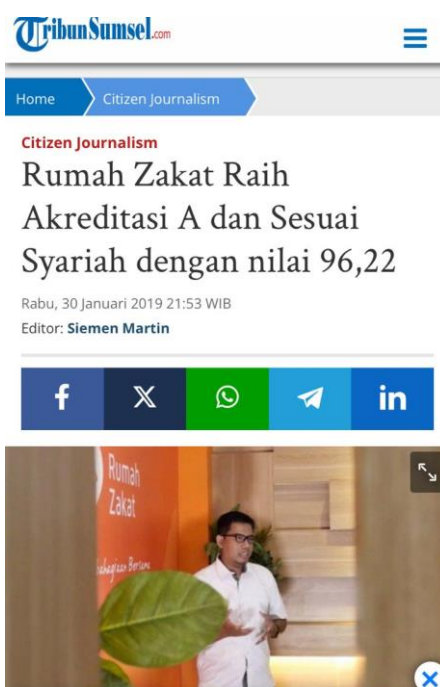 TribunSumsel.com
Home
Citizen Journalism
Citizen Journalism
Rumah Zakat Raih
Akreditasi A dan Sesuai
Syariah dengan nilai 96,22
Rabu, 30 Januari 2019 21:53 WIB
Editor: Siemen Martin
Rumah
Zakat
Bersama